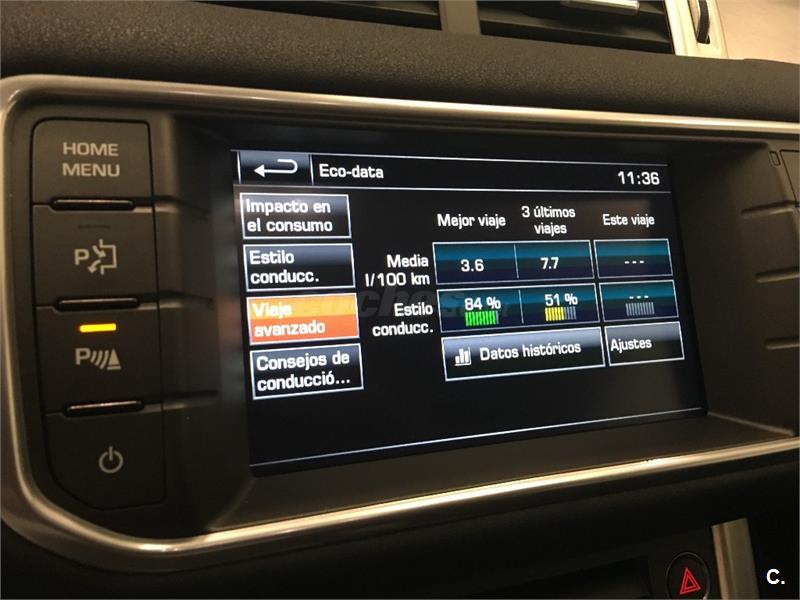 HOME
MENU
P
P
Eco-data
11:36
Impacto en
el consumo
Estilo
conducc.
Viaje
avanzado
Consejos de
conducció...
Mejor viaje
3 últimos
viajes
Este viaje
Media
l/100 km
3.6
7.7
---
Estilo
conducc.
84 %
51 %
---
Datos históricos
Ajustes
C.